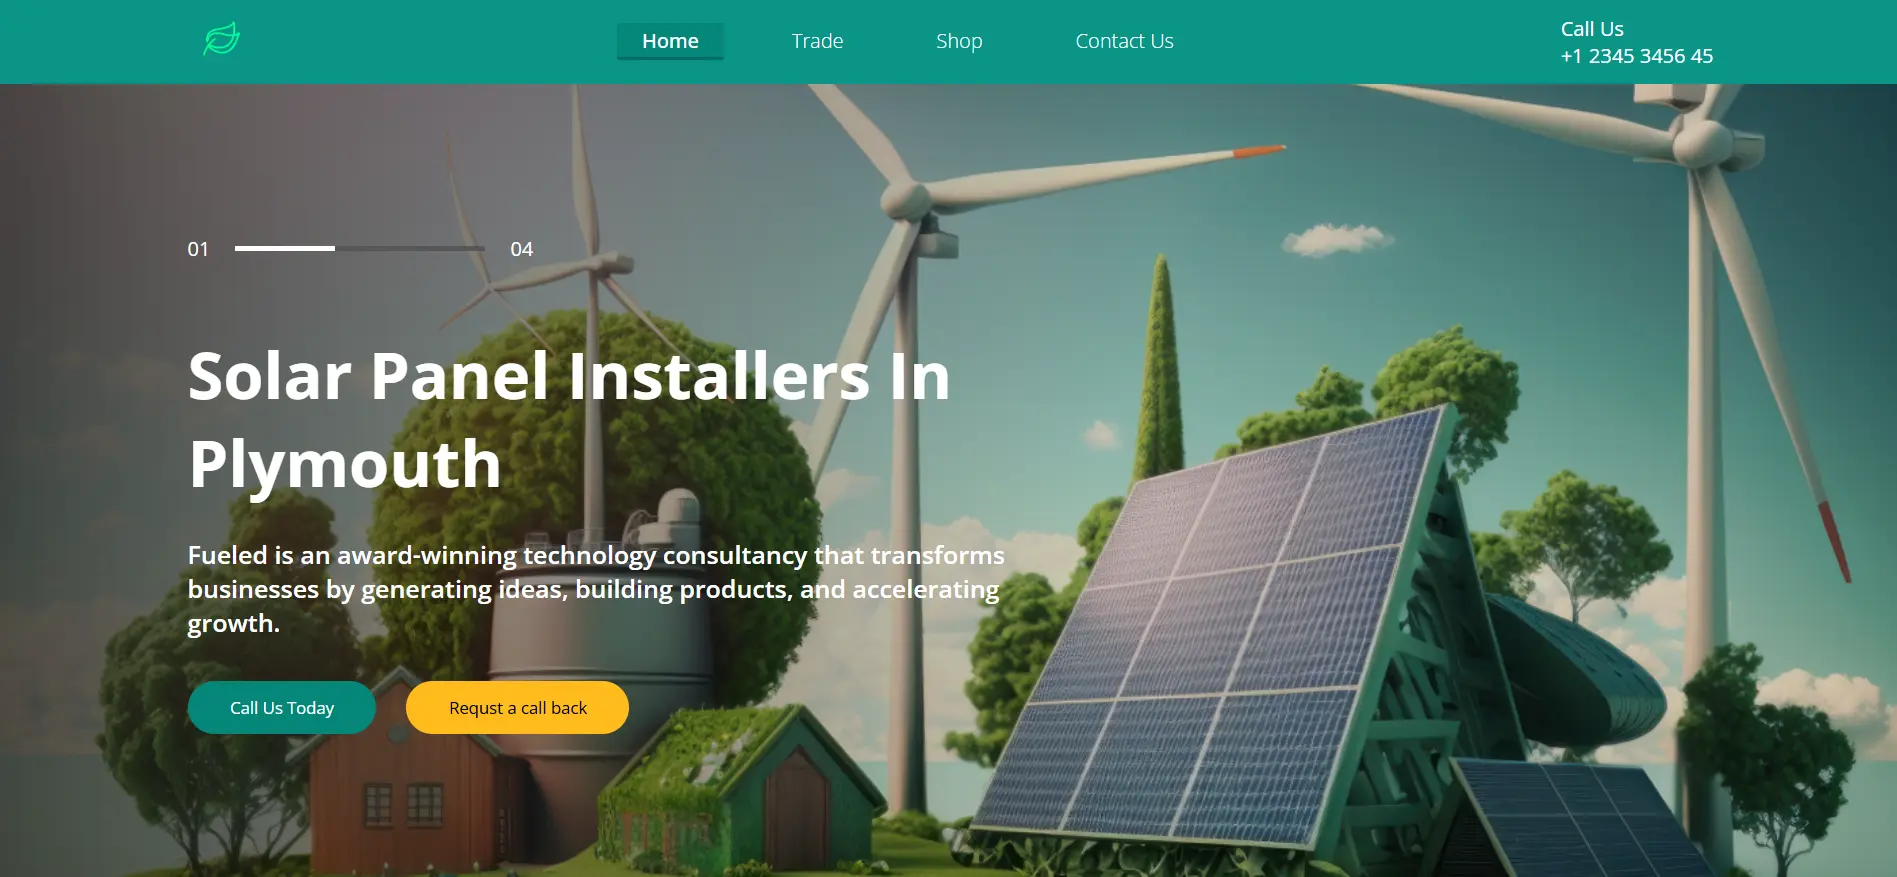 Home
Trade
Shop
Contact Us
Call Us
+1 2345 3456 45
01
04
Solar Panel Installers In
Plymouth
Fueled is an award-winning technology consultancy that transforms
businesses by generating ideas, building products, and accelerating
growth.
Call Us Today
Requst a call back